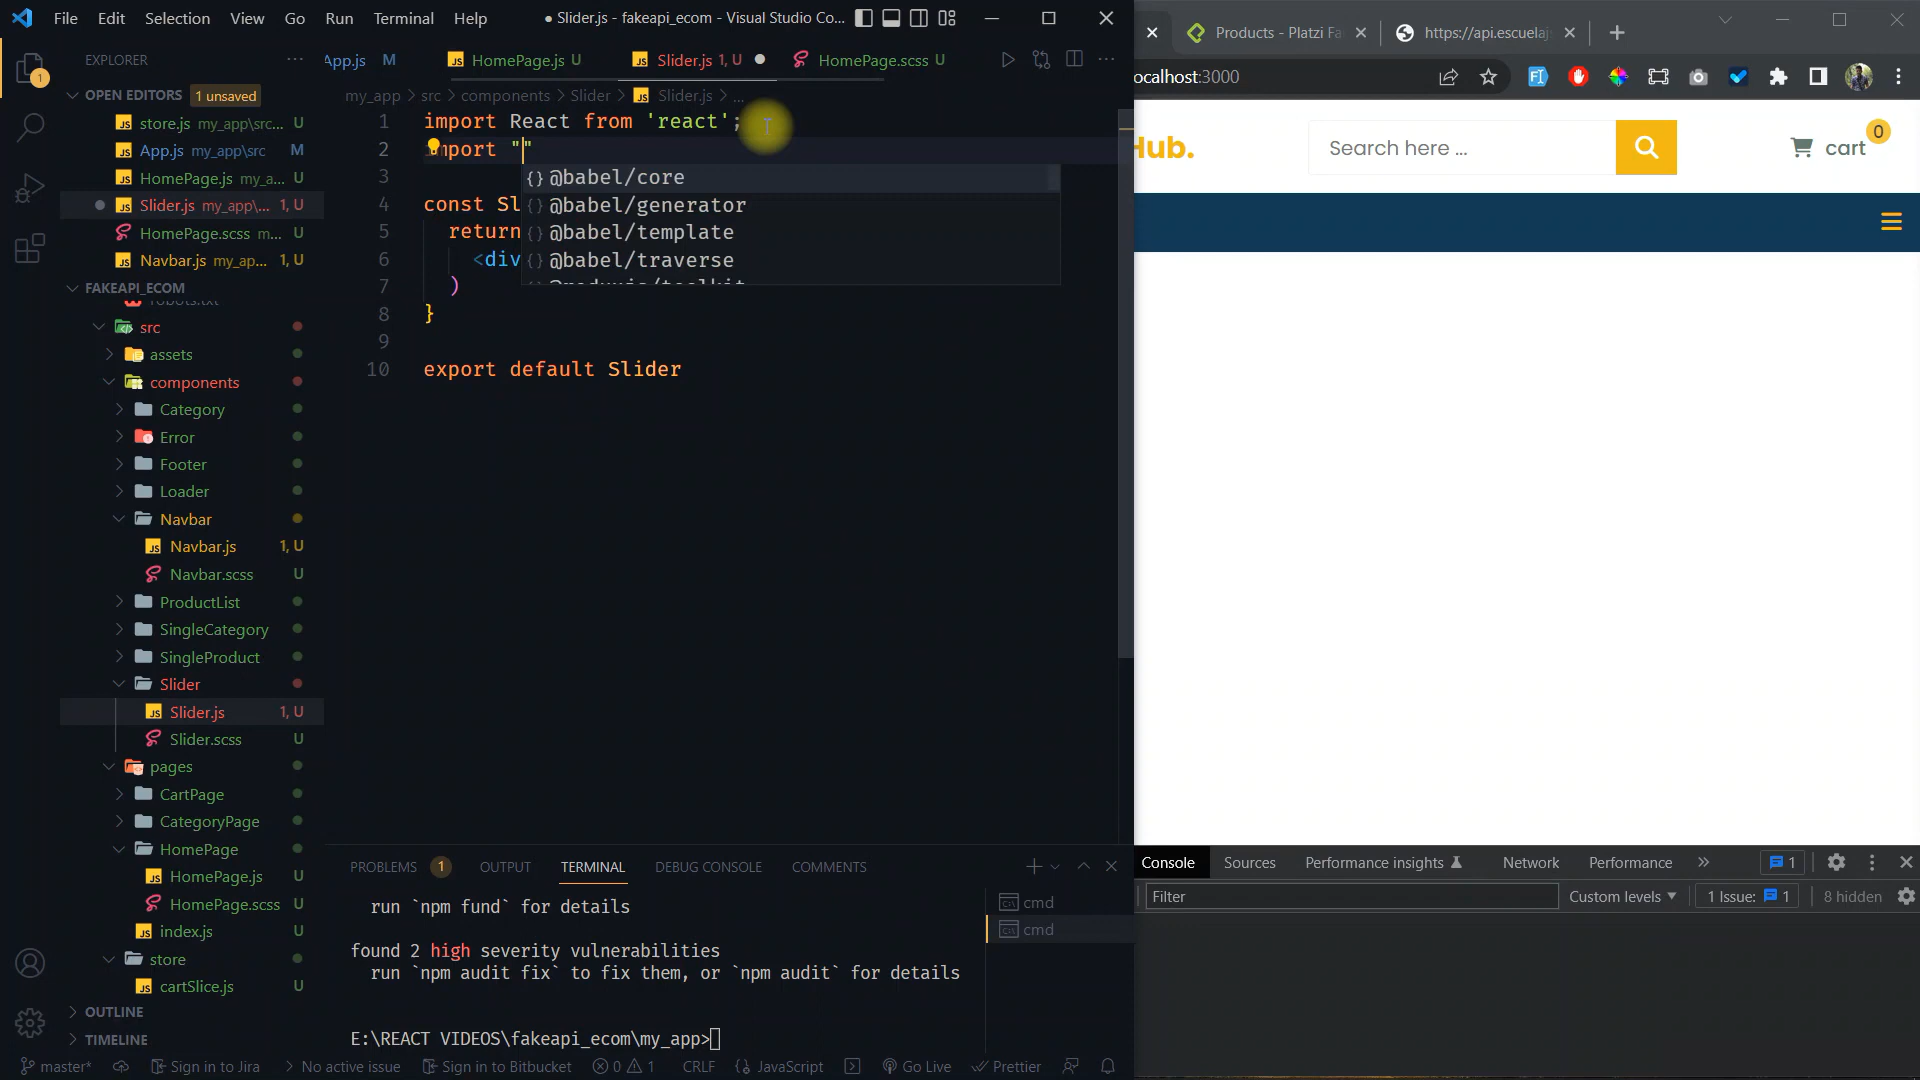 File Edit Selection View Go Run Terminal Help
● Slider.js - fakeapi_ecom - Visual Studio Co...
EXPLORER
OPEN EDITORS 1 unsaved
store.js my_app\src... U
App.js my_app\src M
HomePage.js my_a... U
Slider.js my_app\... 1, U
HomePage.scss m... U
Navbar.js my_ap... 1, U
FAKEAPI_ECOM
robots.txt
src
assets
components
Category
Error
Footer
Loader
Navbar
Navbar.js 1, U
Navbar.scss U
ProductList
SingleCategory
SingleProduct
Slider
Slider.js 1, U
Slider.scss U
pages
CartPage
CategoryPage
HomePage
HomePage.js U
HomePage.scss U
index.js U
store
cartSlice.js U
OUTLINE
TIMELINE
App.js M HomePage.js U Slider.js 1, U HomePage.scss U
my_app > src > components > Slider > Slider.js > ...
1 import React from 'react';
2 import ""
3
4 const Sl
5 return
6 <div
7 )
8 }
9
10 export default Slider
{} @babel/core
{} @babel/generator
{} @babel/template
{} @babel/traverse
@reduxjs/toolkit
PROBLEMS 1 OUTPUT TERMINAL DEBUG CONSOLE COMMENTS
run `npm fund` for details
found 2 high severity vulnerabilities
run `npm audit fix` to fix them, or `npm audit` for details
E:\REACT VIDEOS\fakeapi_ecom\my_app>
cmd
cmd
master* Sign in to Jira No active issue Sign in to Bitbucket 0 1 CRLF {} JavaScript Go Live Prettier
Products - Platzi Fa https://api.escuelajs
ocalhost:3000
Hub. Search here ... cart 0
Console Sources Performance insights Network Performance » 1
Filter Custom levels 1 Issue: 1 8 hidden